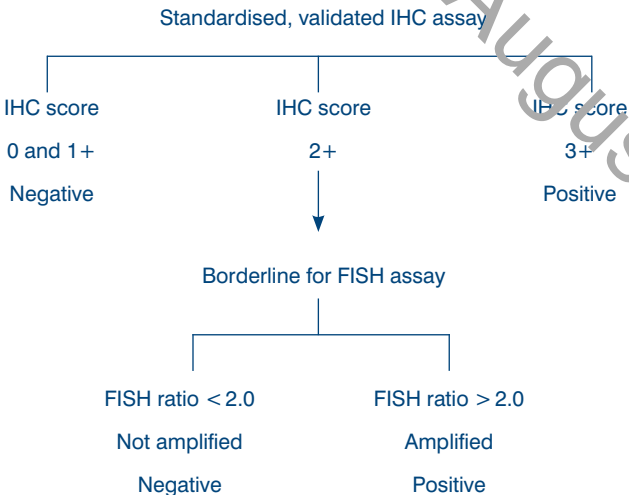 Standardised, validated IHC assay
IHC score
0 and 1+
Negative
IHC score
2+
IHC score
3+
Positive
Borderline for FISH assay
FISH ratio < 2.0
Not amplified
Negative
FISH ratio > 2.0
Amplified
Positive
Augus